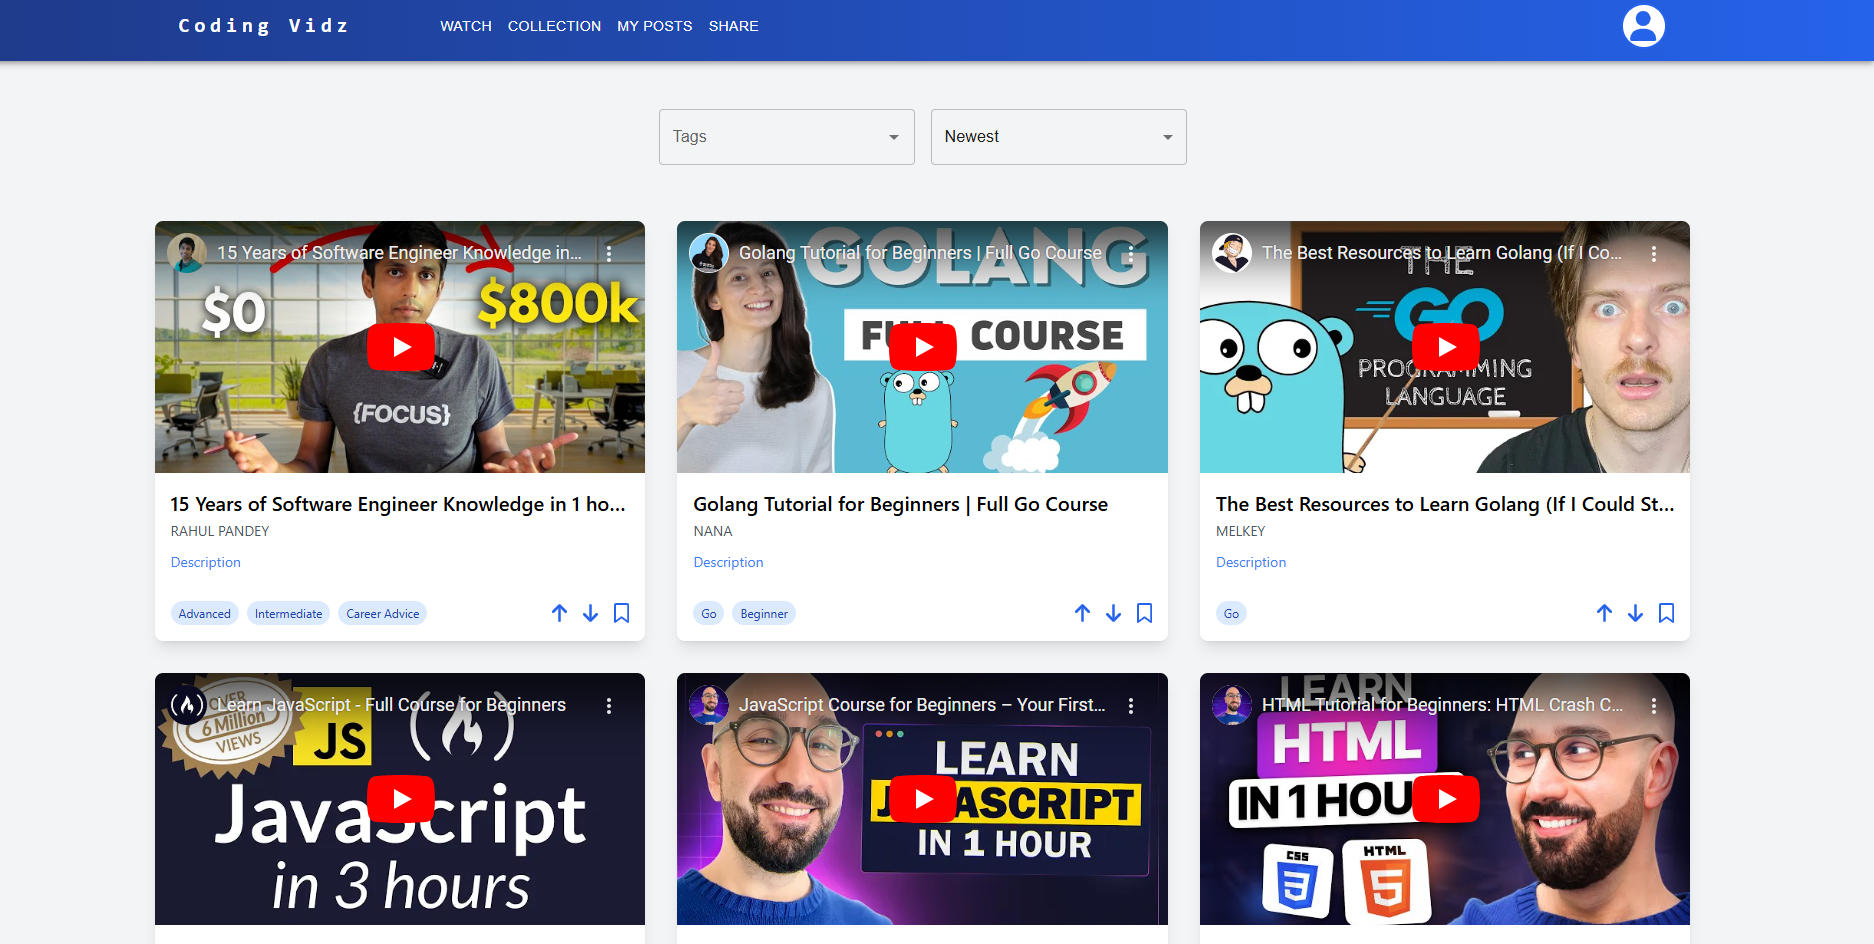 Coding Vidz
WATCH COLLECTION MY POSTS SHARE
Tags
Newest
15 Years of Software Engineer Knowledge in...
$0
$800k
{FOCUS}
15 Years of Software Engineer Knowledge in 1 ho...
RAHUL PANDEY
Description
Advanced Intermediate Career Advice
Golang Tutorial for Beginners | Full Go Course
GOLANG
COURSE
Golang Tutorial for Beginners | Full Go Course
NANA
Description
Go Beginner
The Best Resources to Learn Golang (If I Co...
THE
GO
PROGRAMMING
LANGUAGE
The Best Resources to Learn Golang (If I Could St...
MELKEY
Description
Go
Learn JavaScript - Full Course for Beginners
OVER
6 Million
VIEWS
JS
JavaScript
in 3 hours
JavaScript Course for Beginners – Your First...
LEARN
JAVASCRIPT
IN 1 HOUR
HTML Tutorial for Beginners: HTML Crash C...
LEARN
HTML
IN 1 HOU
CSS
3
HTML
5